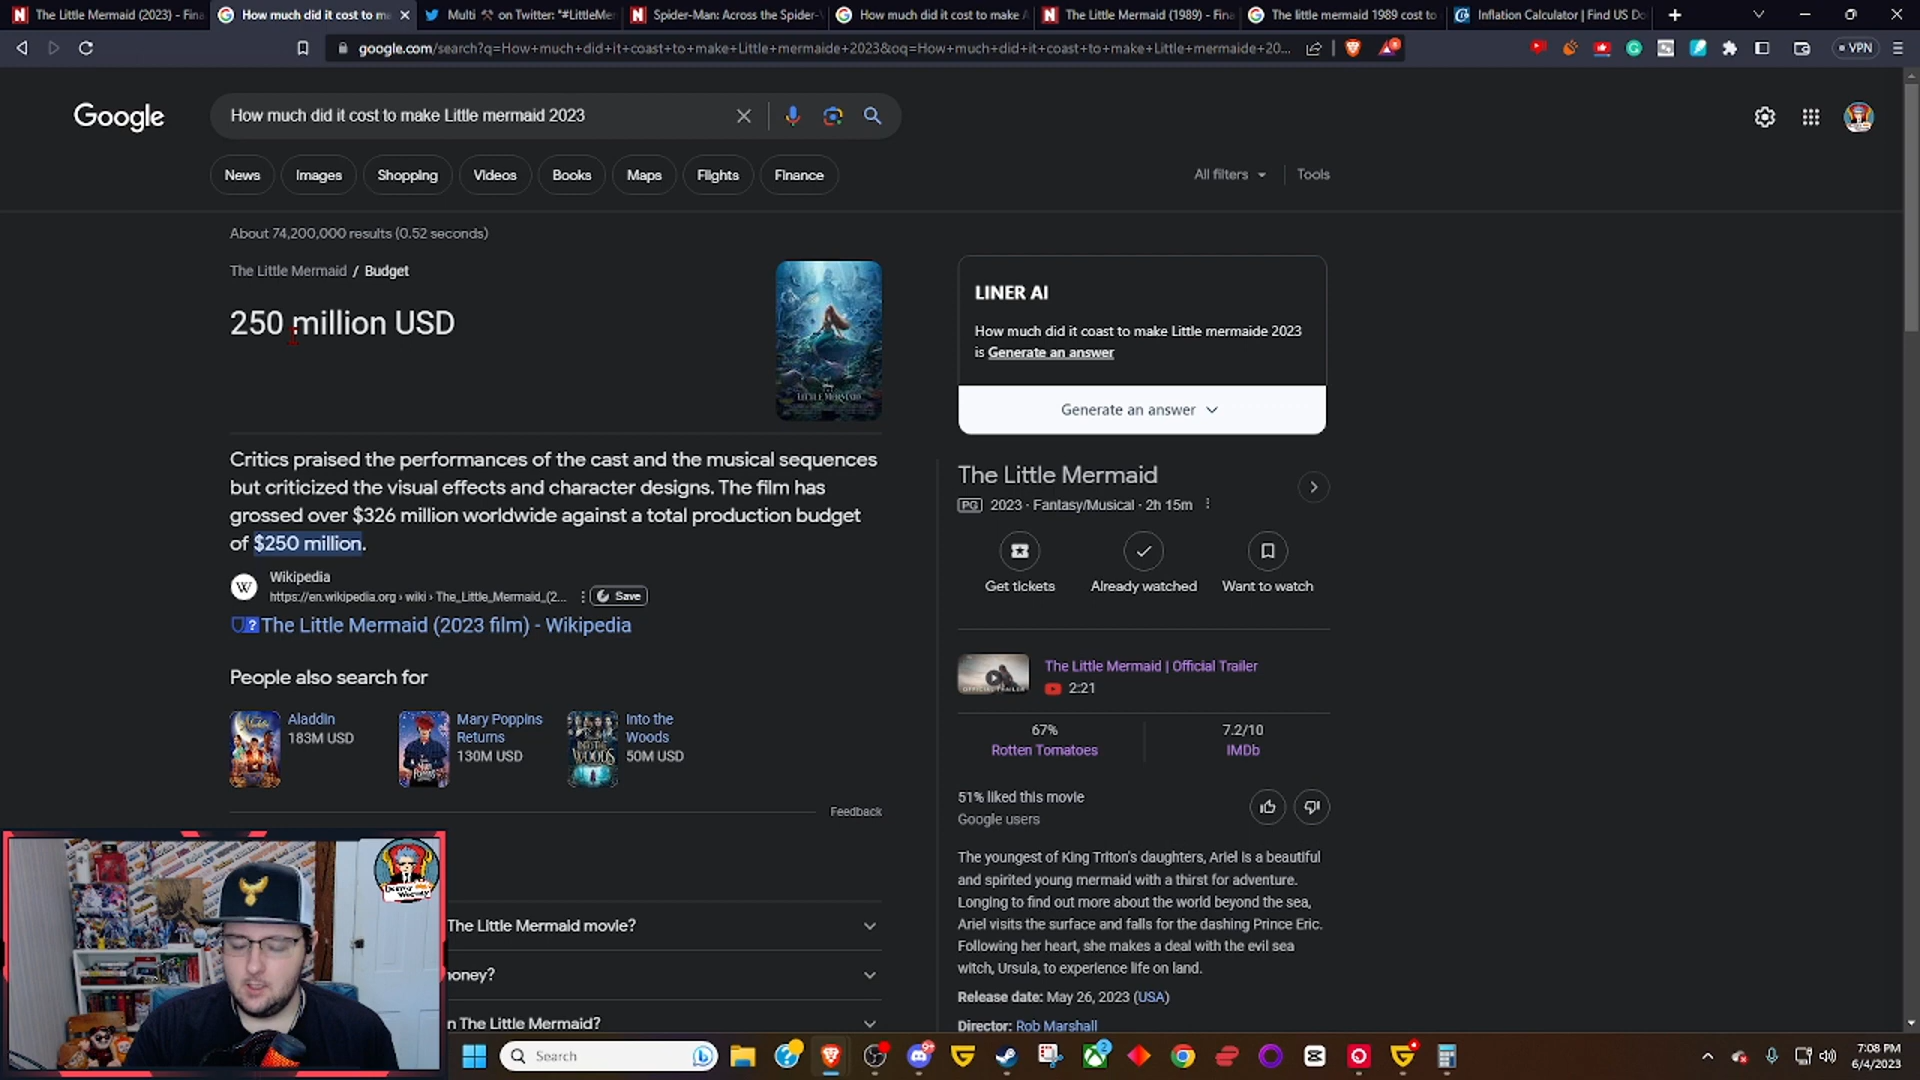 The Little Mermaid (2023) - Fina
How much did it cost to ma
Multi ⚒ on Twitter: "#LittleMer
Spider-Man: Across the Spider-V
How much did it cost to make A
The Little Mermaid (1989) - Fina
The little mermaid 1989 cost to
Inflation Calculator | Find US Do
google.com/search?q=How+much+did+it+coast+to+make+Little+mermaide+2023&oq=How+much+did+it+coast+to+make+Little+mermaide+20...
VPN
Google
How much did it cost to make Little mermaid 2023
News
Images
Shopping
Videos
Books
Maps
Flights
Finance
All filters
Tools
About 74,200,000 results (0.52 seconds)
The Little Mermaid / Budget
250 million USD
Critics praised the performances of the cast and the musical sequences
but criticized the visual effects and character designs. The film has
grossed over $326 million worldwide against a total production budget
of $250 million.
Wikipedia
https://en.wikipedia.org › wiki › The_Little_Mermaid_(2...
Save
The Little Mermaid (2023 film) - Wikipedia
People also search for
Aladdin
183M USD
Mary Poppins
Returns
130M USD
Into the
Woods
50M USD
Feedback
The Little Mermaid movie?
oney?
n The Little Mermaid?
LINER AI
How much did it coast to make Little mermaide 2023
is Generate an answer
Generate an answer
The Little Mermaid
PG 2023 · Fantasy/Musical · 2h 15m
Get tickets
Already watched
Want to watch
The Little Mermaid | Official Trailer
2:21
67%
Rotten Tomatoes
7.2/10
IMDb
51% liked this movie
Google users
The youngest of King Triton's daughters, Ariel is a beautiful
and spirited young mermaid with a thirst for adventure.
Longing to find out more about the world beyond the sea,
Ariel visits the surface and falls for the dashing Prince Eric.
Following her heart, she makes a deal with the evil sea
witch, Ursula, to experience life on land.
Release date: May 26, 2023 (USA)
Director: Rob Marshall
Search
7:08 PM
6/4/2023